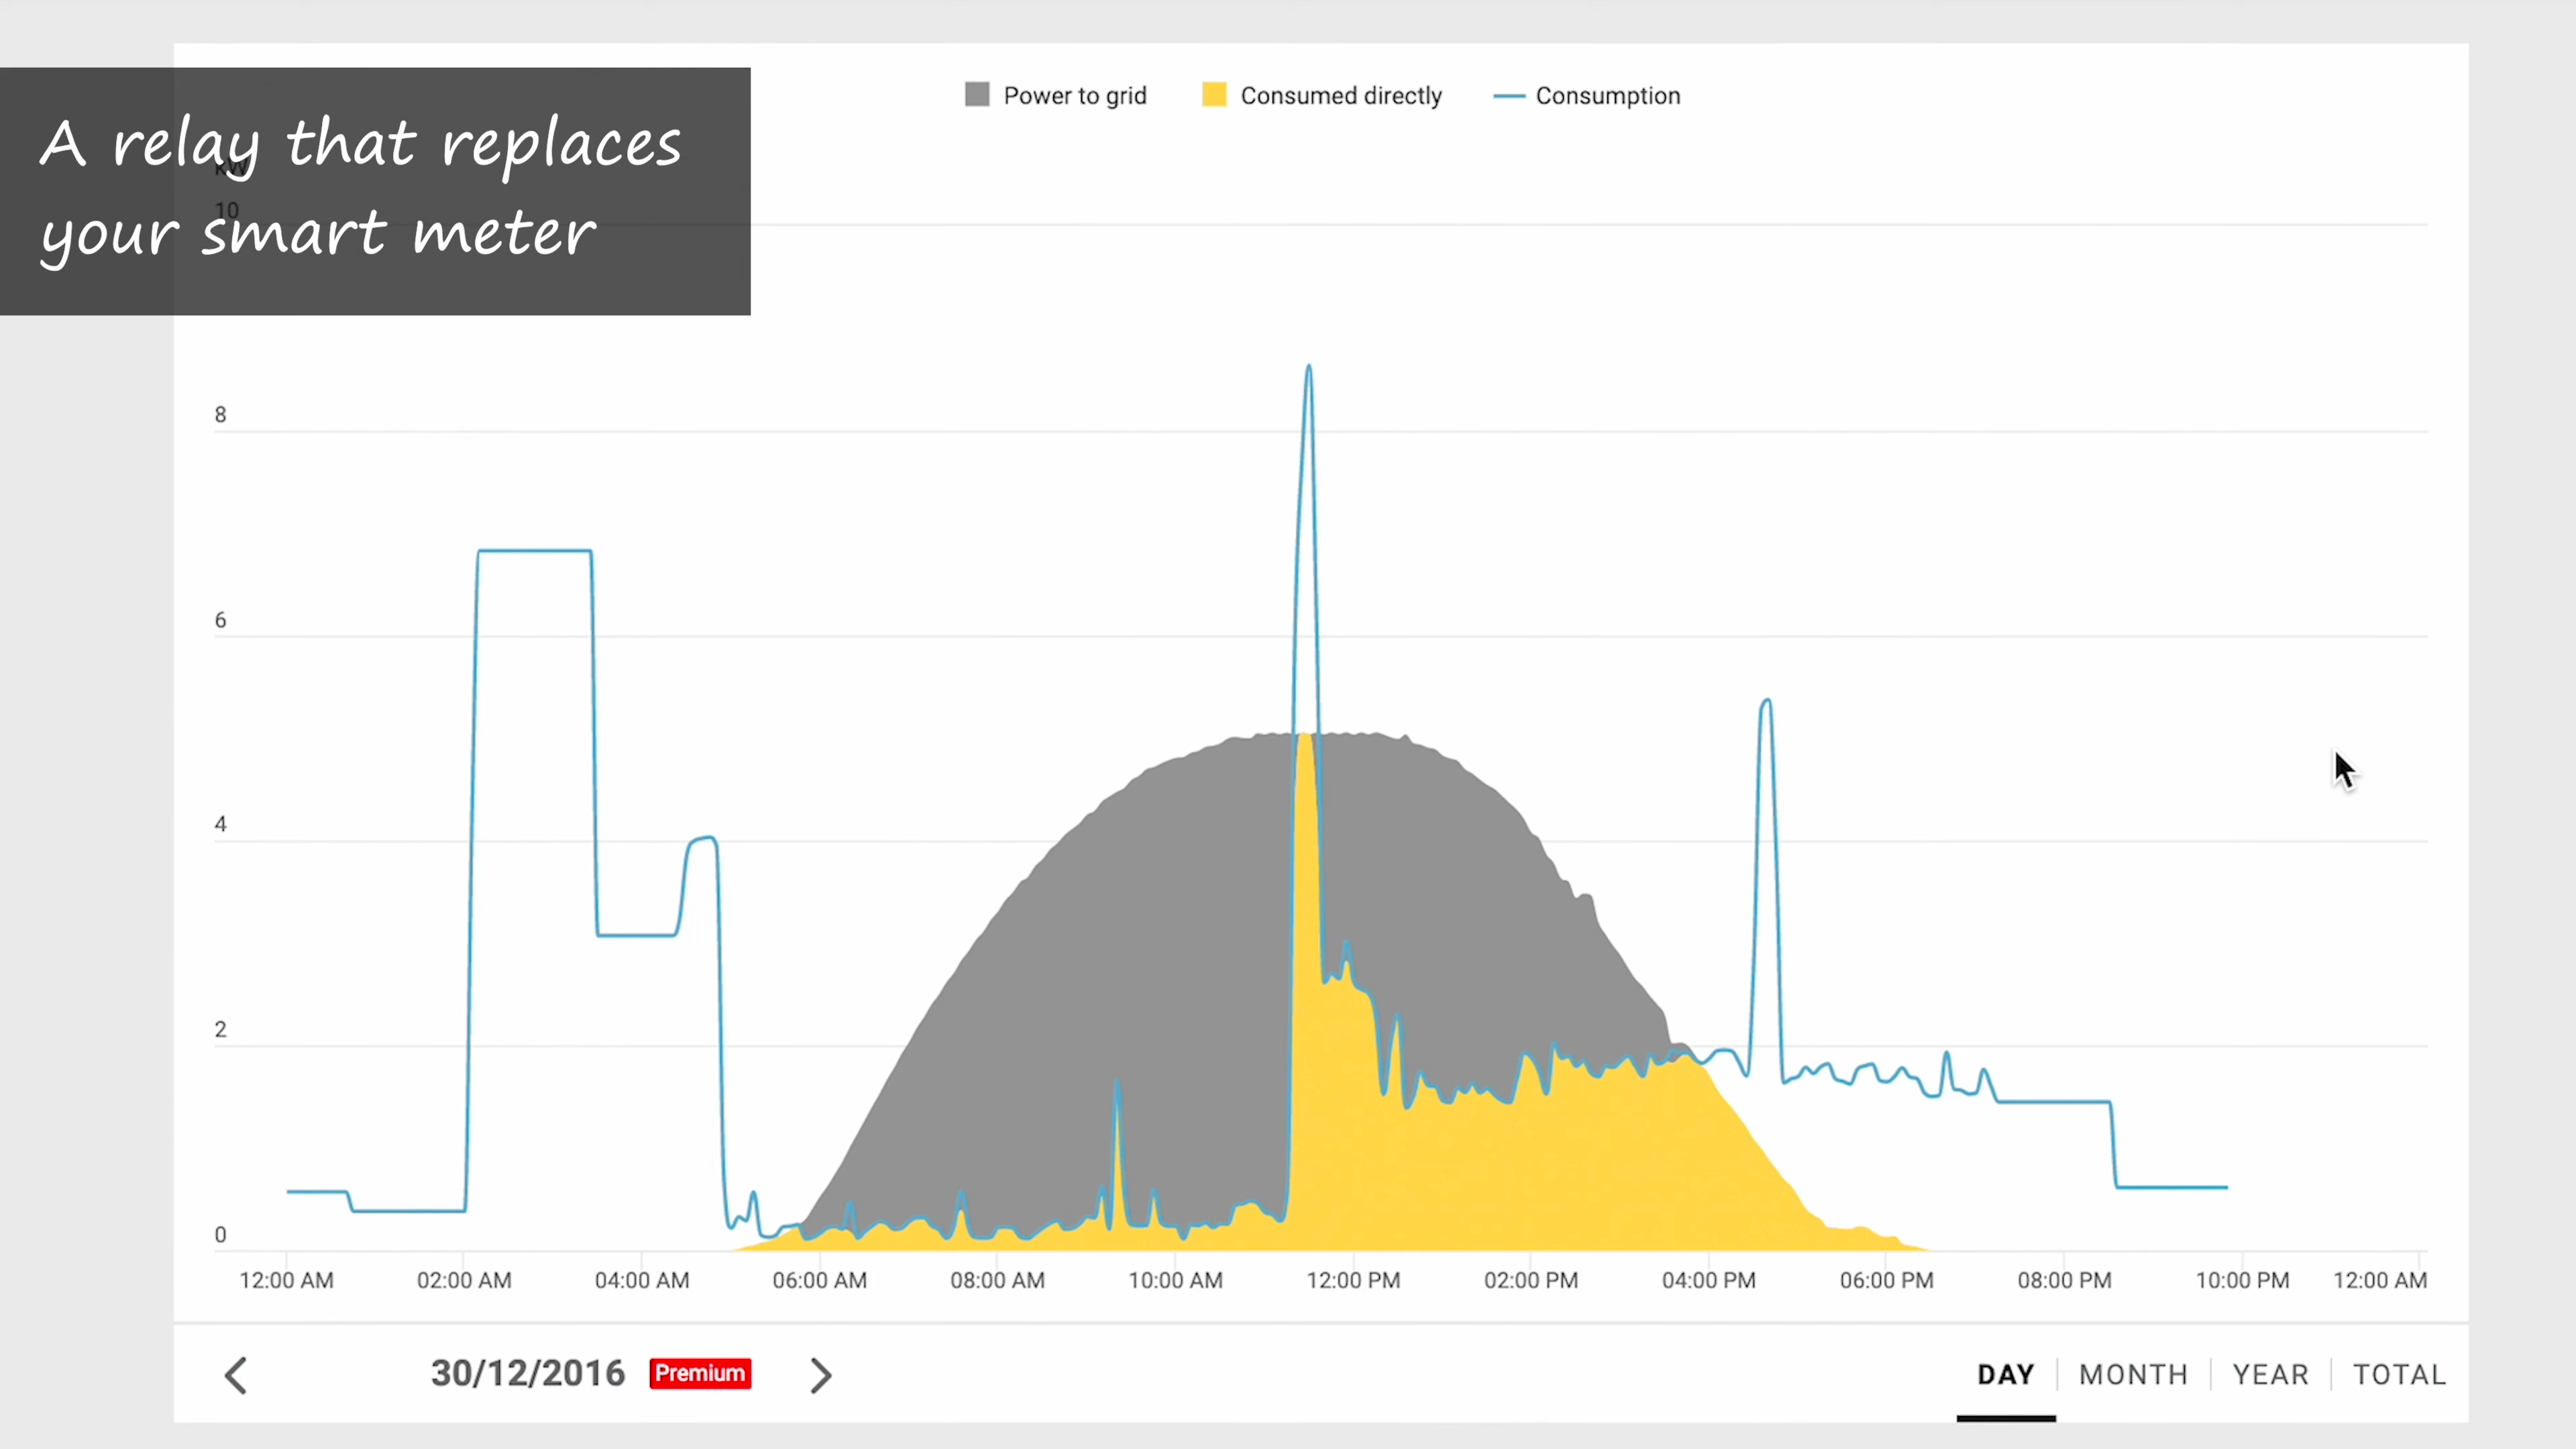 A relay that replaces
your smart meter
Power to grid
Consumed directly
Consumption
kW
10
8
6
4
2
0
12:00 AM 02:00 AM 04:00 AM 06:00 AM 08:00 AM 10:00 AM 12:00 PM 02:00 PM 04:00 PM 06:00 PM 08:00 PM 10:00 PM 12:00 AM
30/12/2016 Premium
DAY MONTH YEAR TOTAL